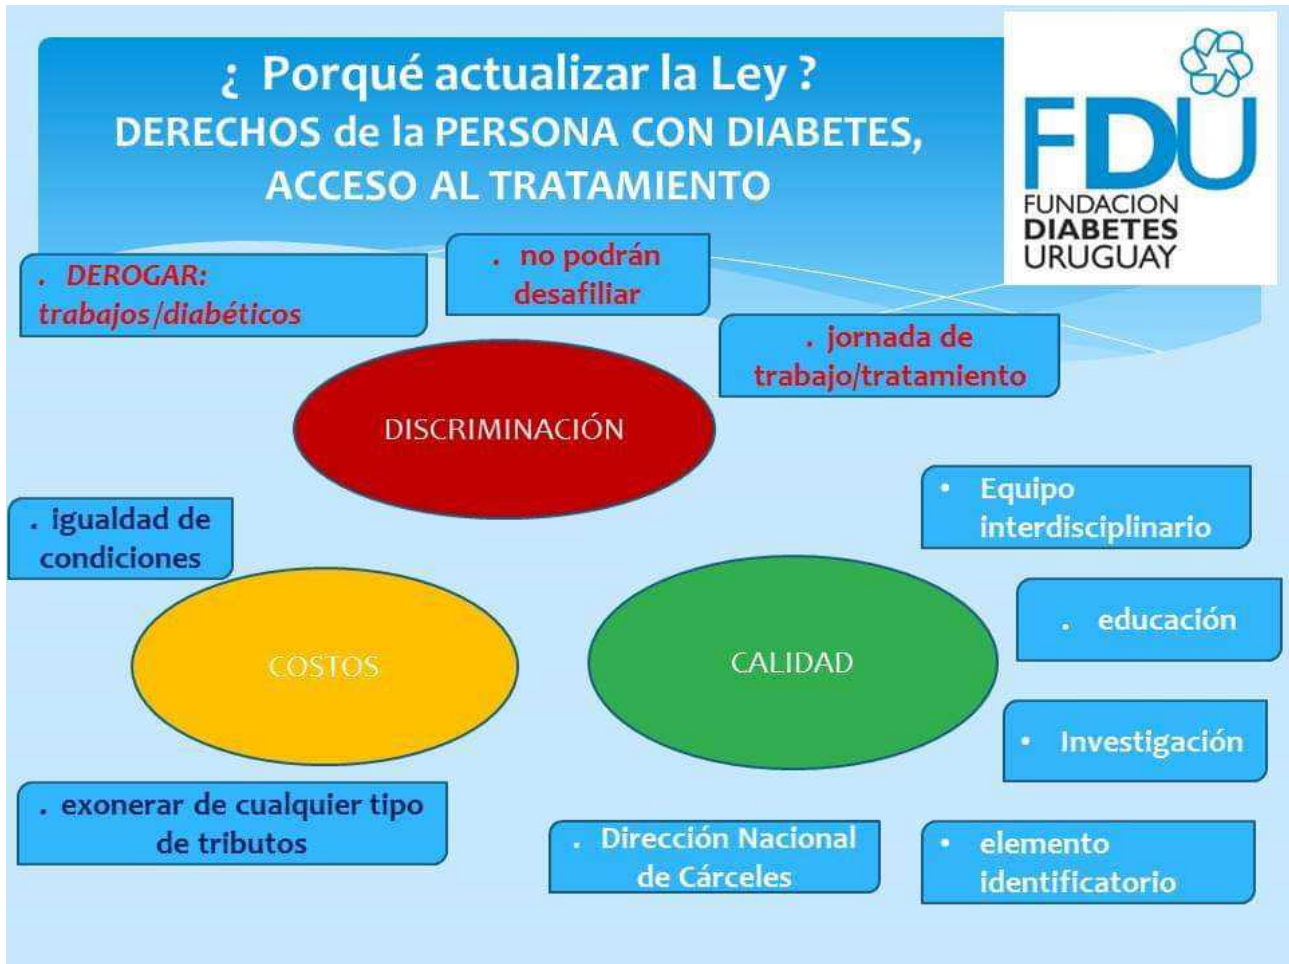 ¿ Porqué actualizar la Ley ?
DERECHOS de la PERSONA CON DIABETES,
ACCESO AL TRATAMIENTO
FDU
FUNDACION
DIABETES
URUGUAY
. DEROGAR:
trabajos/diabéticos
. no podrán
desafiliar
. jornada de
trabajo/tratamiento
DISCRIMINACIÓN
. igualdad de
condiciones
COSTOS
. exonerar de cualquier tipo
de tributos
CALIDAD
• Equipo
interdisciplinario
. educación
• Investigación
. Dirección Nacional
de Cárceles
• elemento
identificatorio